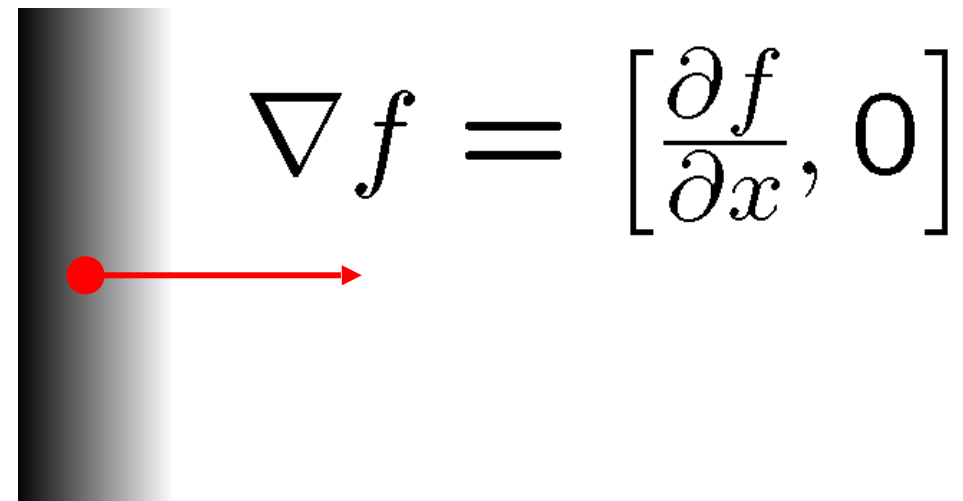 ∇f = [∂f/∂x, 0]